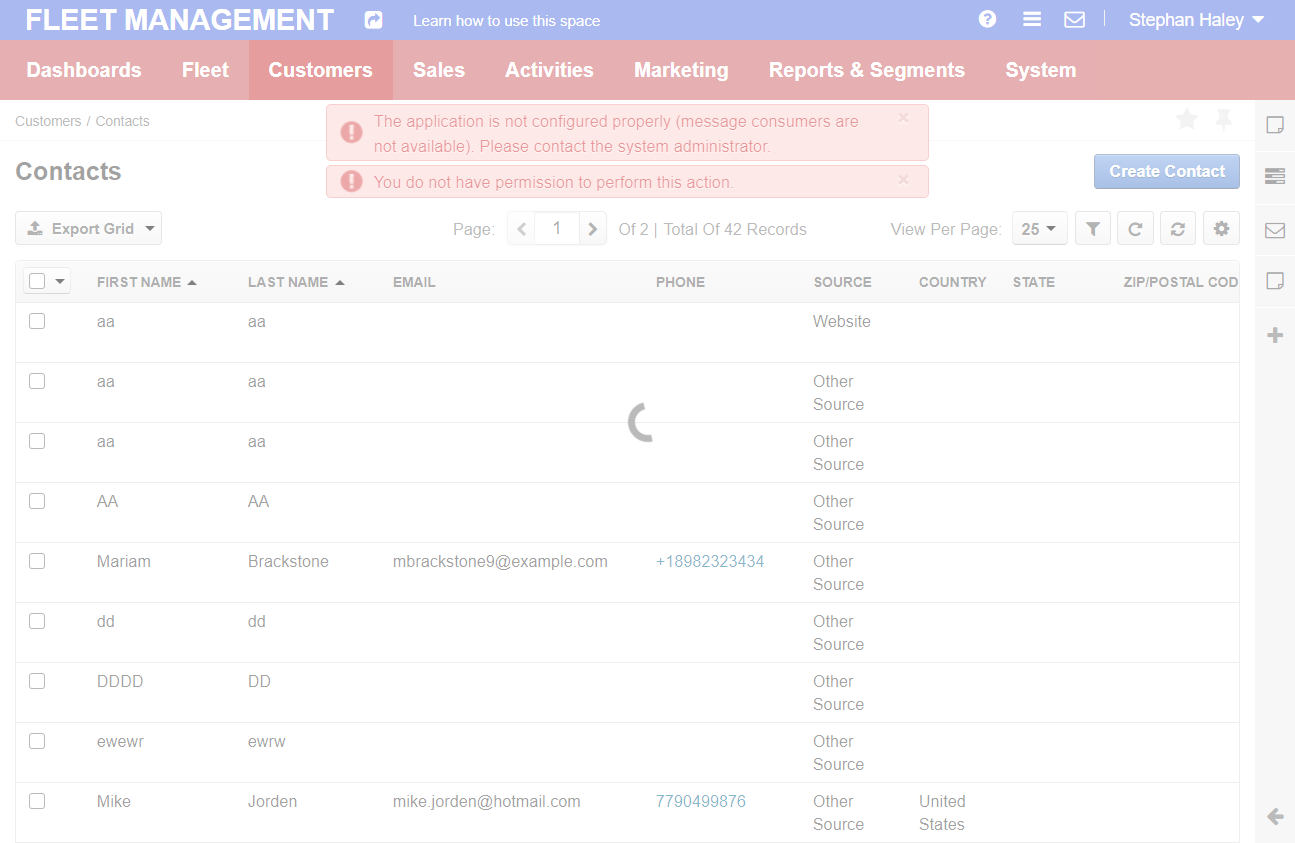 FLEET MANAGEMENT Learn how to use this space Stephan Haley
Dashboards Fleet Customers Sales Activities Marketing Reports & Segments System
Customers / Contacts
The application is not configured properly (message consumers are
not available). Please contact the system administrator.
You do not have permission to perform this action.
Contacts
Create Contact
Export Grid Page: 1 Of 2 | Total Of 42 Records View Per Page: 25
FIRST NAME LAST NAME EMAIL PHONE SOURCE COUNTRY STATE ZIP/POSTAL COD
aa aa Website
aa aa Other
Source
aa aa Other
Source
AA AA Other
Source
Mariam Brackstone mbrackstone9@example.com +18982323434 Other
Source
dd dd Other
Source
DDDD DD Other
Source
ewewr ewrw Other
Source
Mike Jorden mike.jorden@hotmail.com 7790499876 Other United
Source States